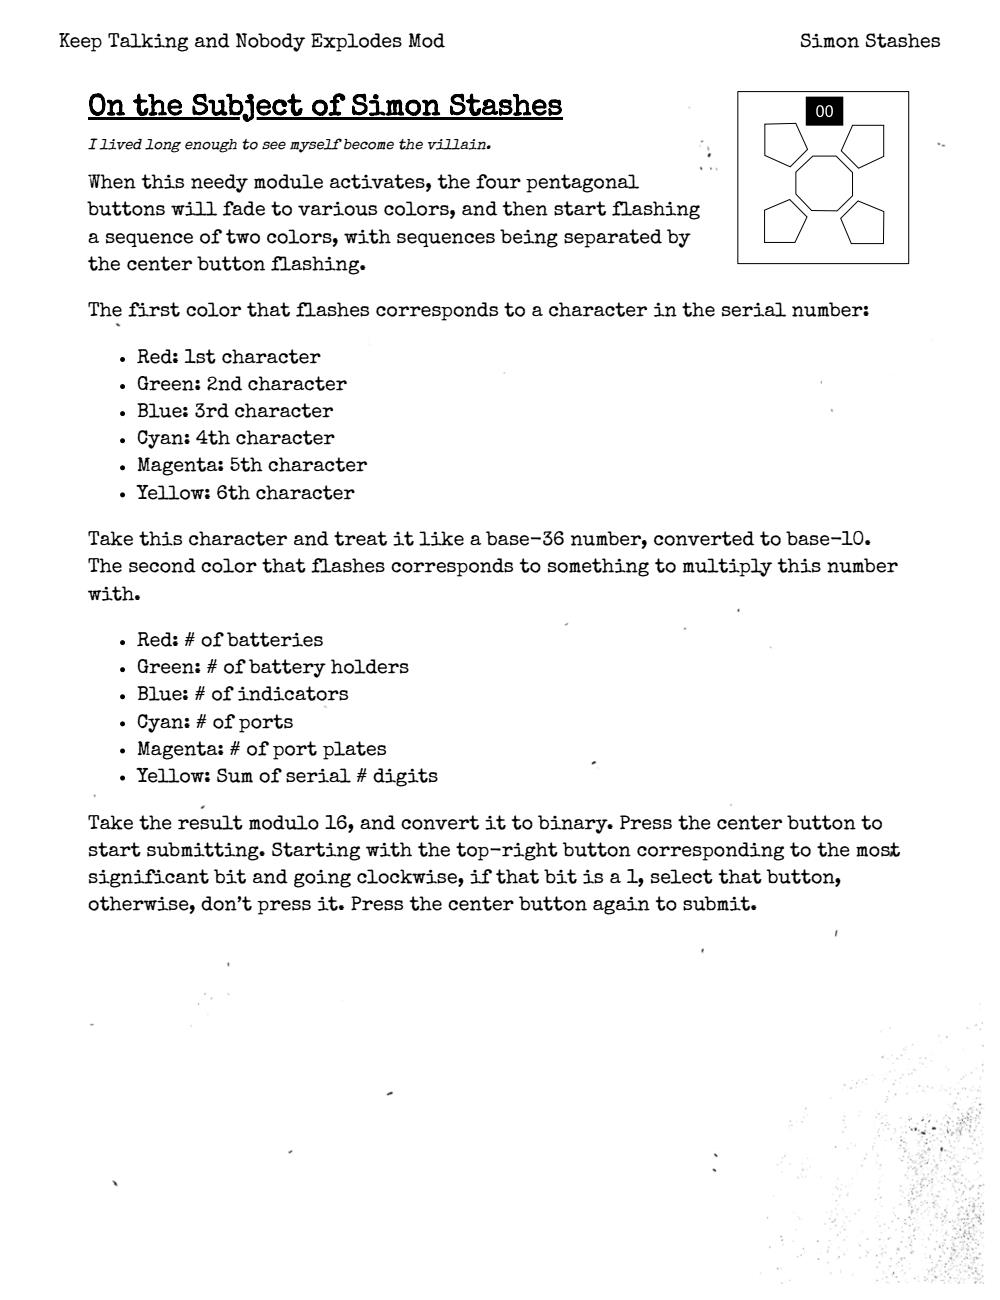 Keep Talking and Nobody Explodes Mod
Simon Stashes
On the Subject of Simon Stashes
00
I lived long enough to see myself become the villain.
When this needy module activates, the four pentagonal
buttons will fade to various colors, and then start flashing
a sequence of two colors, with sequences being separated by
the center button flashing.
The first color that flashes corresponds to a character in the serial number:
• Red: 1st character
• Green: 2nd character
• Blue: 3rd character
• Cyan: 4th character
• Magenta: 5th character
• Yellow: 6th character
Take this character and treat it like a base-36 number, converted to base-10.
The second color that flashes corresponds to something to multiply this number
with.
• Red: # of batteries
• Green: # of battery holders
• Blue: # of indicators
• Cyan: # of ports
• Magenta: # of port plates
• Yellow: Sum of serial # digits
Take the result modulo 16, and convert it to binary. Press the center button to
start submitting. Starting with the top-right button corresponding to the most
significant bit and going clockwise, if that bit is a 1, select that button,
otherwise, don't press it. Press the center button again to submit.